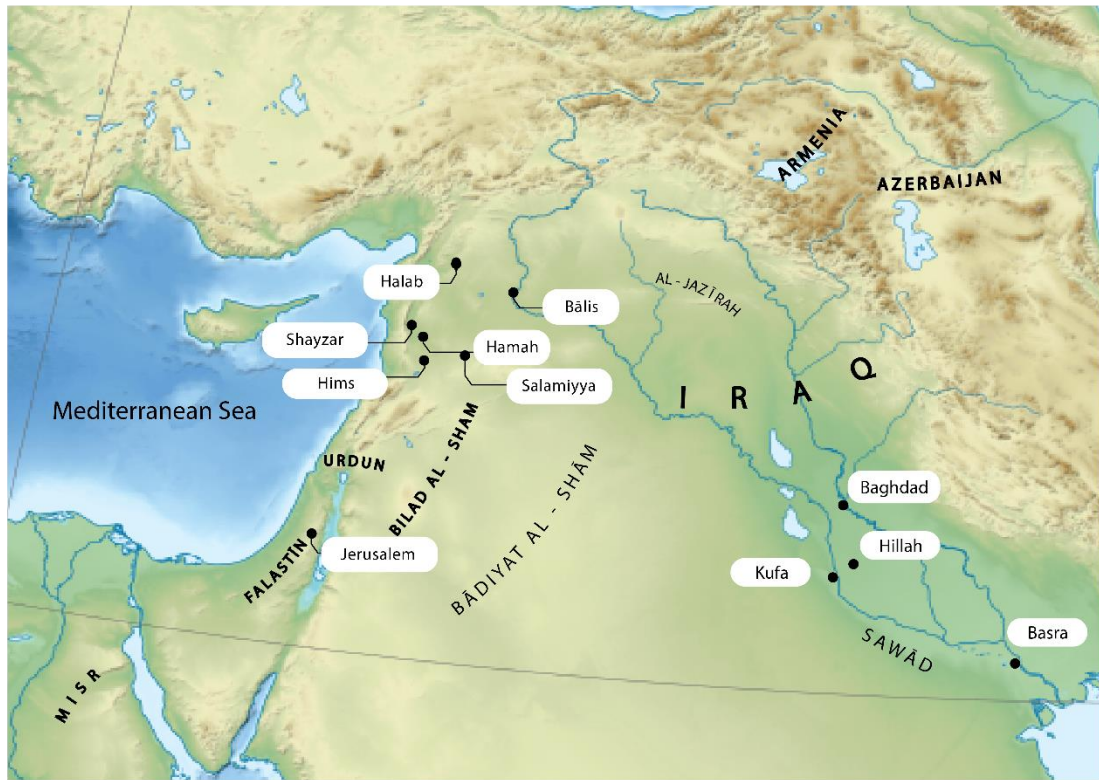 ARMENIA
AZERBAIJAN
Halab
AL-JAZĪRAH
Bālis
Shayzar
Hamah
Hims
Salamiyya
IRAQ
Mediterranean Sea
URDUN
BILAD AL-SHAM
BĀDIYAT AL-SHĀM
Baghdad
FALASTĪN
Jerusalem
Hillah
Kufa
Basra
SAWĀD
MISR